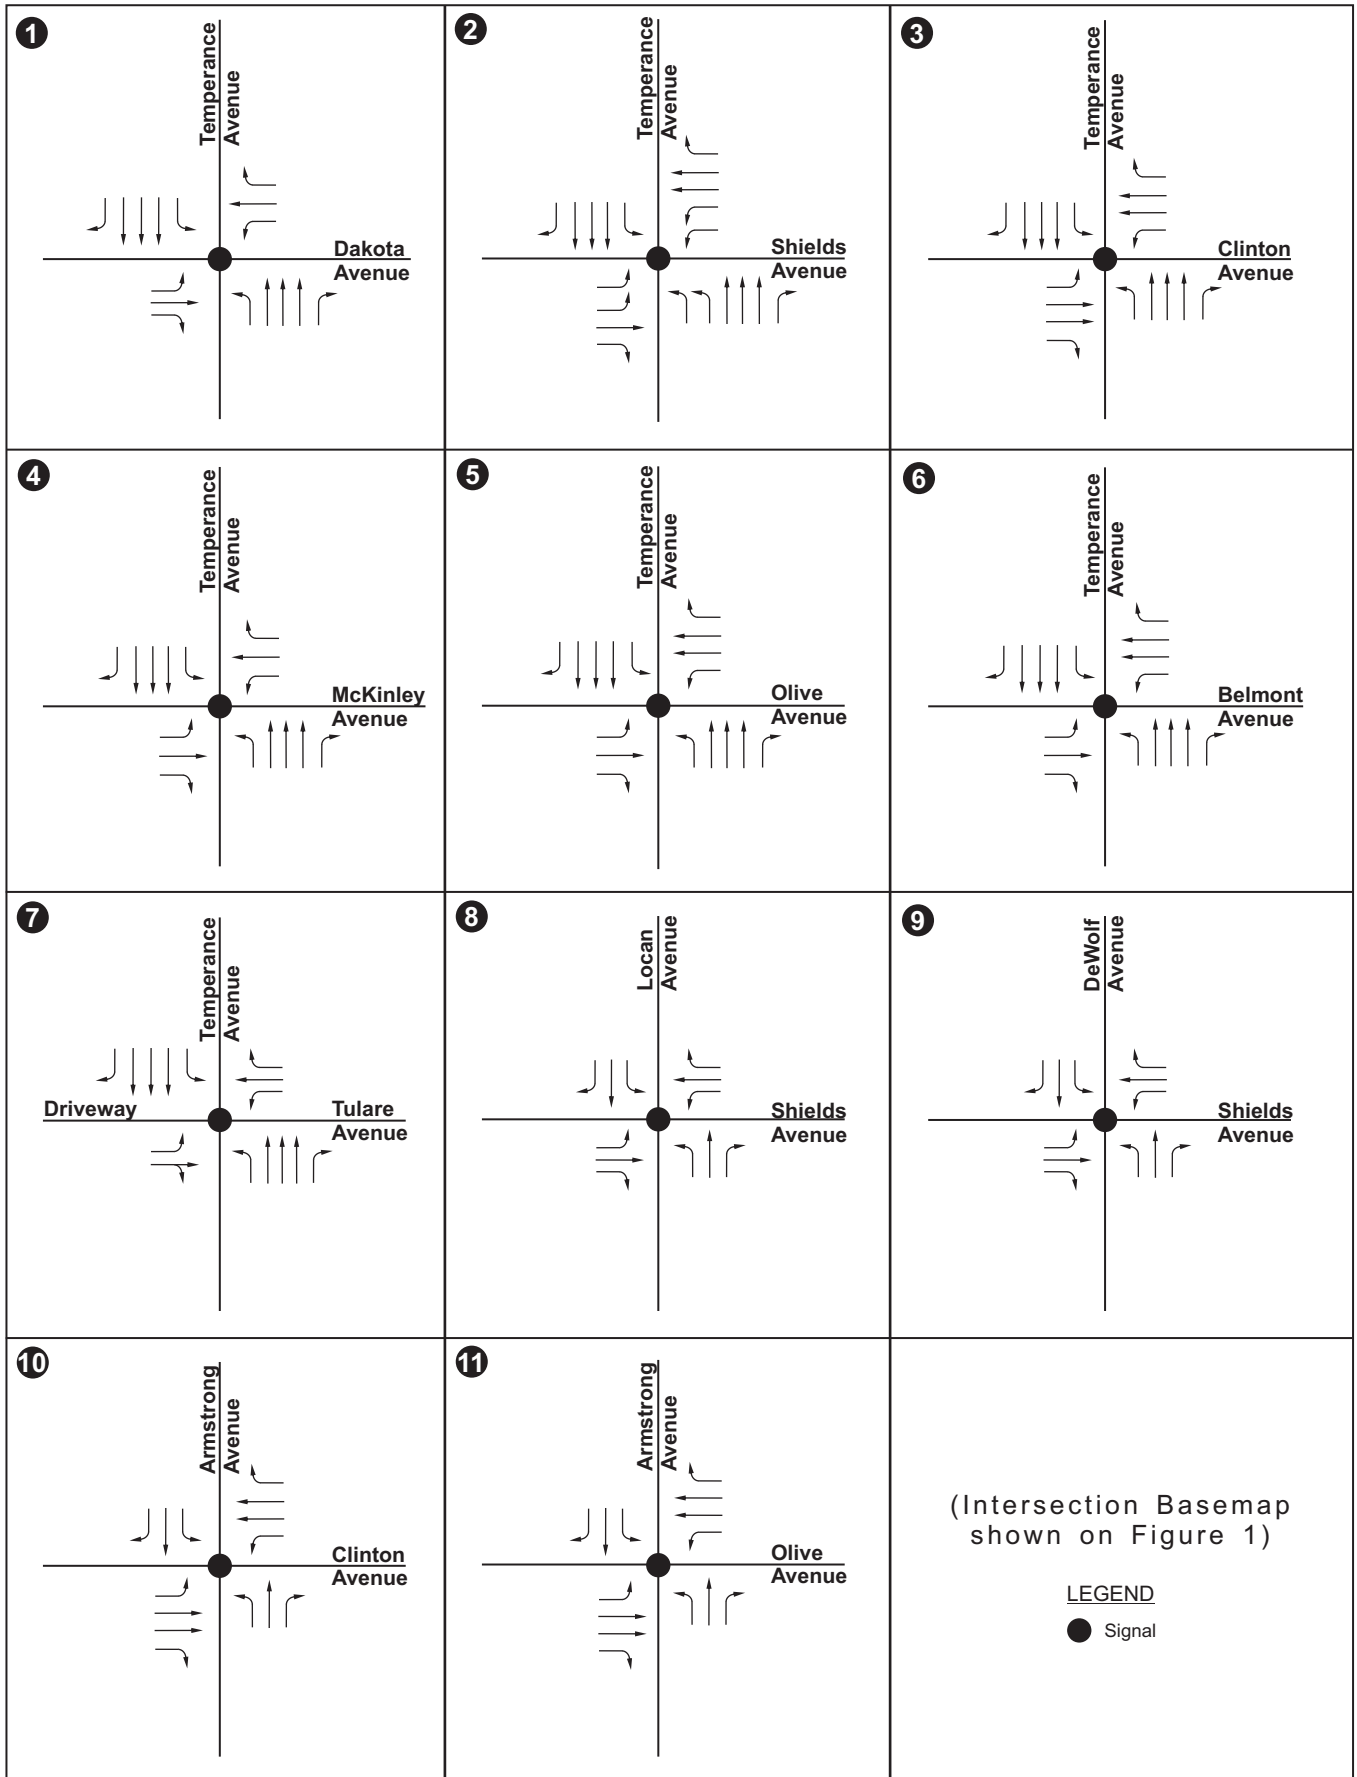 1
Temperance
Avenue
Dakota
Avenue
2
Temperance
Avenue
Shields
Avenue
3
Temperance
Avenue
Clinton
Avenue
4
Temperance
Avenue
McKinley
Avenue
5
Temperance
Avenue
Olive
Avenue
6
Temperance
Avenue
Belmont
Avenue
7
Temperance
Avenue
Driveway
Tulare
Avenue
8
Locan
Avenue
Shields
Avenue
9
DeWolf
Avenue
Shields
Avenue
10
Armstrong
Avenue
Clinton
Avenue
11
Armstrong
Avenue
Olive
Avenue
(Intersection Basemap
shown on Figure 1)
LEGEND
Signal